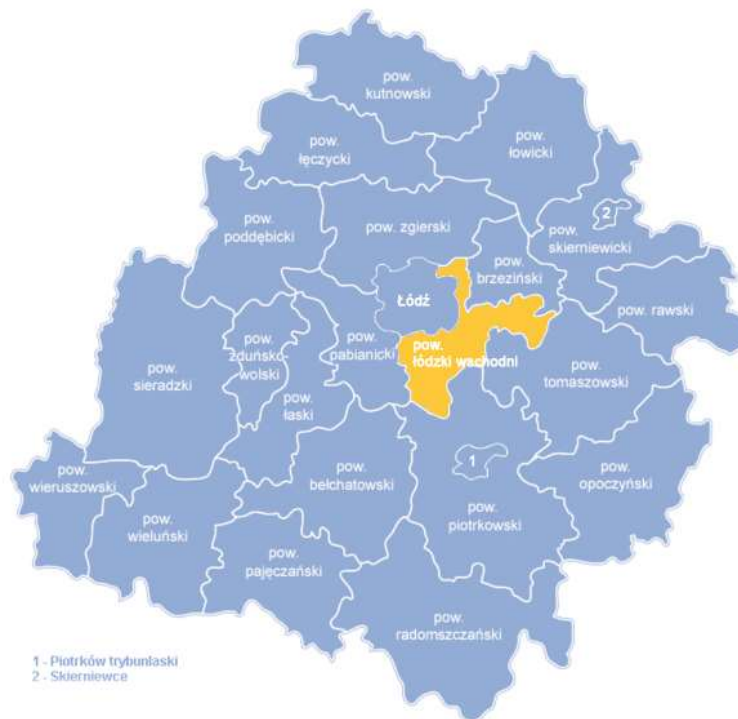 pow.
kutnowski
pow.
łęczycki
pow.
łowicki
2
pow.
skierniewicki
pow.
poddębicki
pow. zgierski
pow.
brzeziński
Łódź
pow. rawski
pow.
sieradzki
pow.
żduńsko-
wolski
pow.
pabianicki
pow.
łódzki wachodni
pow.
tomaszowski
pow.
łaski
pow.
wieruszowski
pow.
bełchatowski
1
pow.
opoczyński
pow.
wieluński
pow.
piotrkowski
pow.
pajęczański
pow.
radomszczański
1 - Piotrków trybunlaski
2 - Skierniewce